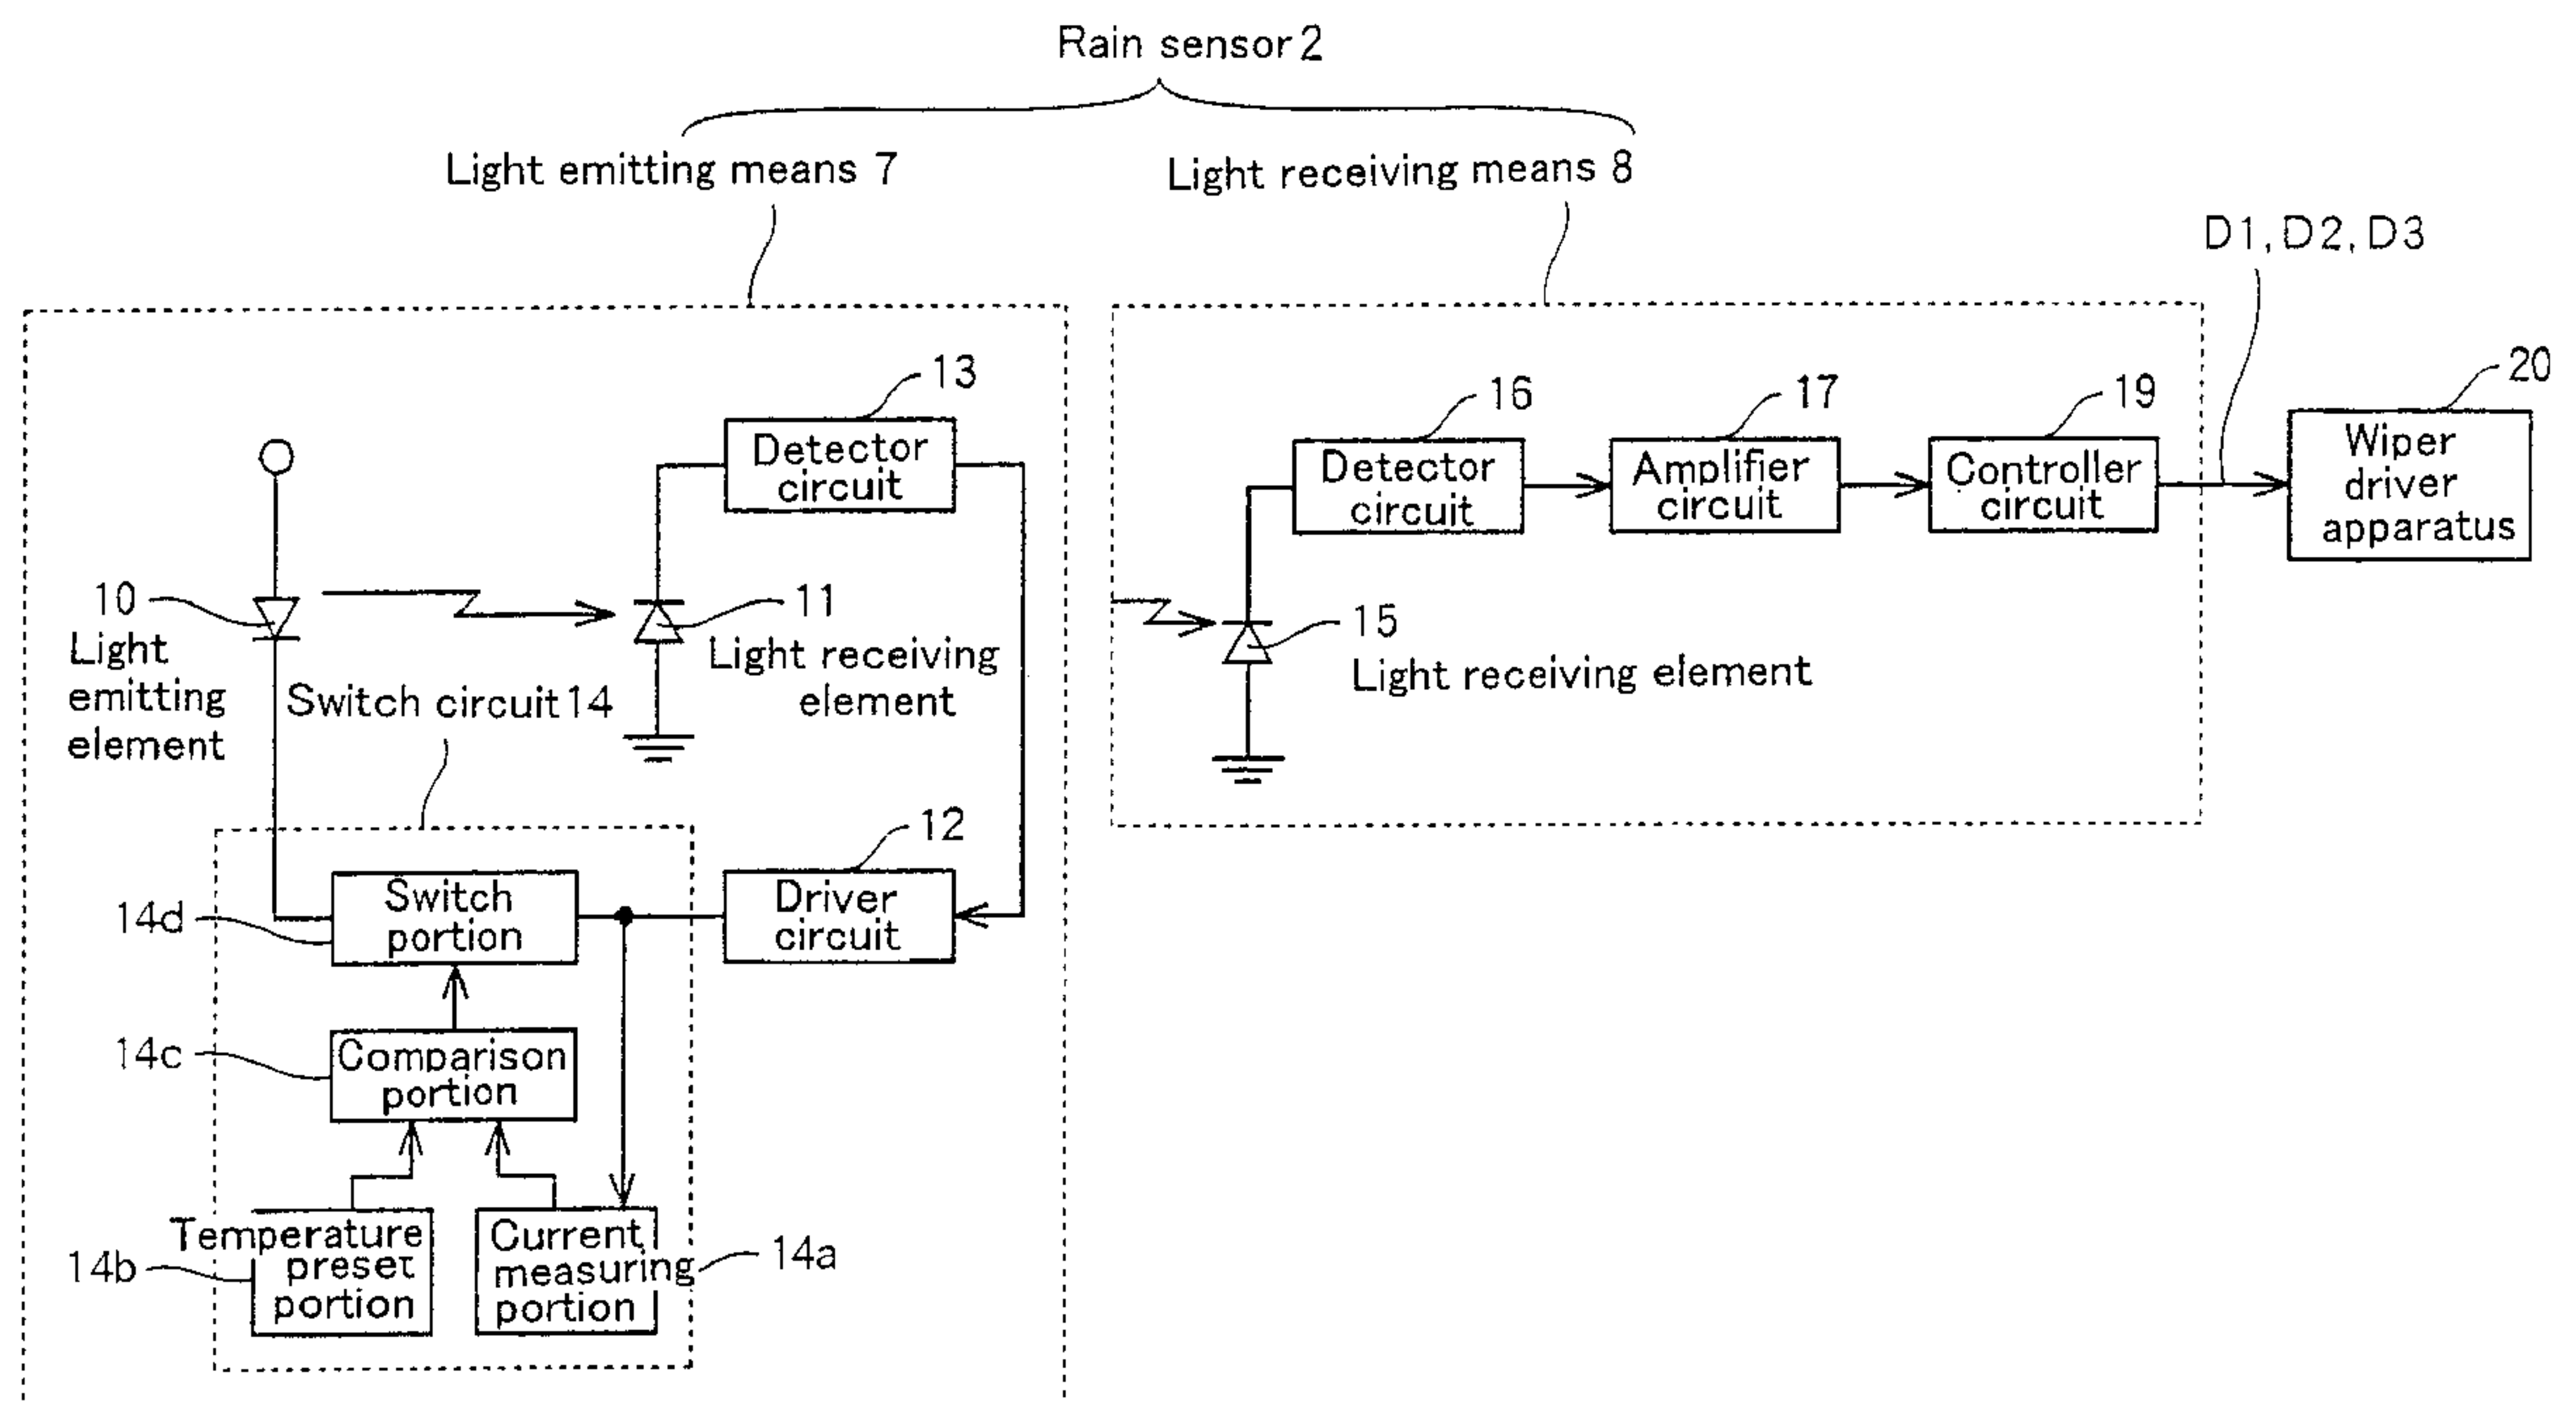 Rain sensor 2
Light emitting means 7
Light receiving means 8
D1, D2, D3
13
Detector
circuit
16
Detector
circuit
17
Amplifier
circuit
19
Controller
circuit
20
Wiper
driver
apparatus
10
Light
emitting
element
11
Light receiving
element
15
Light receiving element
Switch circuit 14
12
Driver
circuit
14d
Switch
portion
14c
Comparison
portion
14b
Temperature
preset
portion
14a
Current
measuring
portion